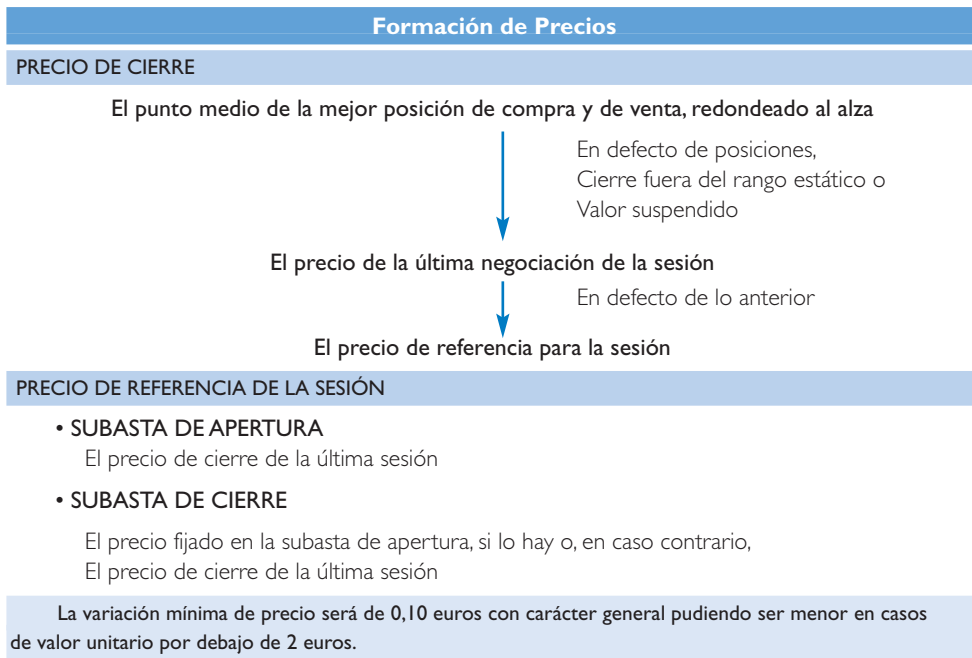 Formación de Precios
PRECIO DE CIERRE
El punto medio de la mejor posición de compra y de venta, redondeado al alza
En defecto de posiciones,
Cierre fuera del rango estático o
Valor suspendido
El precio de la última negociación de la sesión
En defecto de lo anterior
El precio de referencia para la sesión
PRECIO DE REFERENCIA DE LA SESIÓN
• SUBASTA DE APERTURA
El precio de cierre de la última sesión
• SUBASTA DE CIERRE
El precio fijado en la subasta de apertura, si lo hay o, en caso contrario,
El precio de cierre de la última sesión
La variación mínima de precio será de 0,10 euros con carácter general pudiendo ser menor en casos
de valor unitario por debajo de 2 euros.